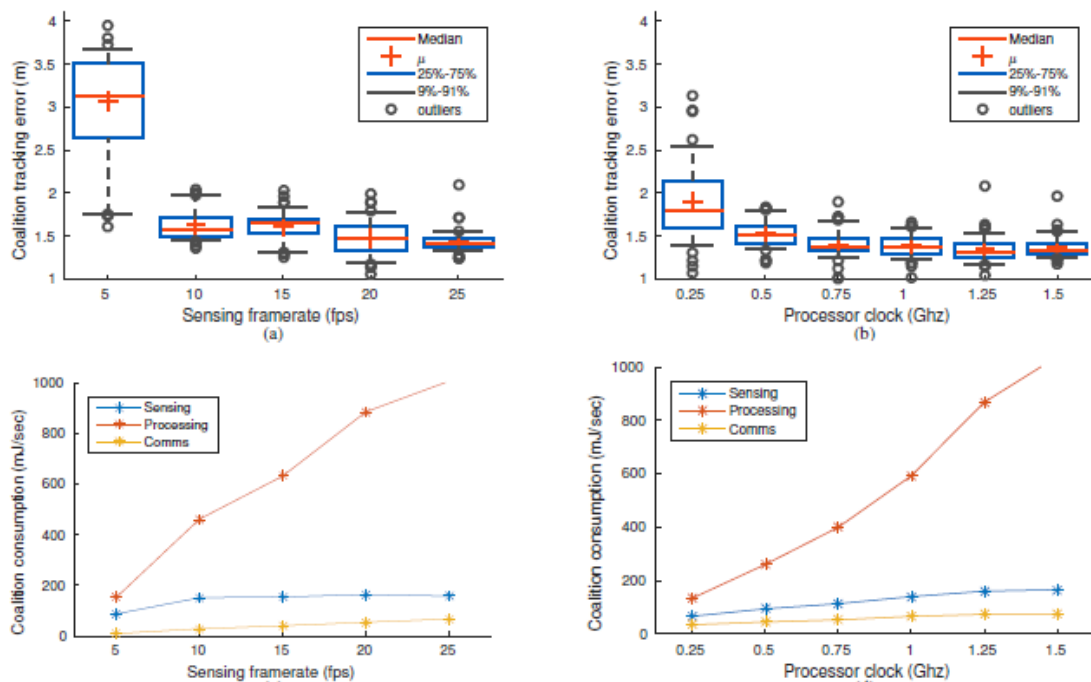 4
3.5
3
2.5
2
1.5
1
Coalition tracking error (m)
Median
μ
25%-75%
9%-91%
outliers
5 10 15 20 25
Sensing framerate (fps)
(a)
4
3.5
3
2.5
2
1.5
1
Coalition tracking error (m)
Median
μ
25%-75%
9%-91%
outliers
0.25 0.5 0.75 1 1.25 1.5
Processor clock (Ghz)
(b)
1000
800
600
400
200
0
Coalition consumption (mJ/sec)
Sensing
Processing
Comms
5 10 15 20 25
Sensing framerate (fps)
1000
800
600
400
200
0
Coalition consumption (mJ/sec)
Sensing
Processing
Comms
0.25 0.5 0.75 1 1.25 1.5
Processor clock (Ghz)